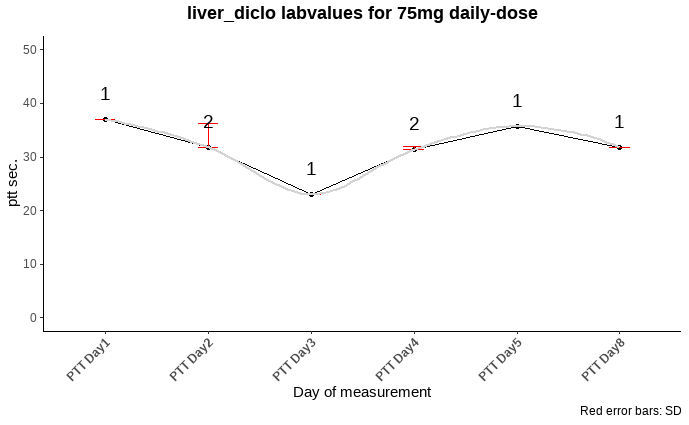 liver_diclo labvalues for 75mg daily-dose
ptt sec.
50
40
30
20
10
0
1
2
1
2
1
1
PTT Day1
PTT Day2
PTT Day3
PTT Day4
PTT Day5
PTT Day8
Day of measurement
Red error bars: SD